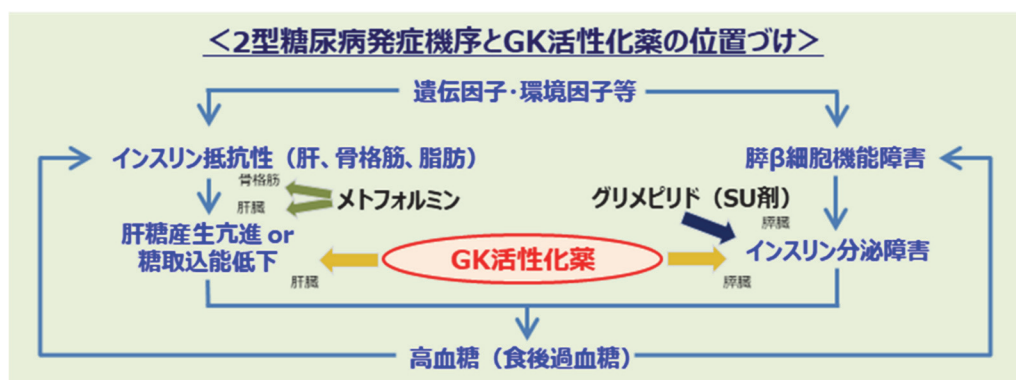 ＜2型糖尿病発症機序とGK活性化薬の位置づけ＞
遺伝因子・環境因子等
インスリン抵抗性（肝、骨格筋、脂肪）
膵β細胞機能障害
骨格筋
肝臓
メトフォルミン
グリメピリド（SU剤）
膵臓
肝糖産生亢進 or
糖取込能低下
GK活性化薬
インスリン分泌障害
肝臓
膵臓
高血糖（食後過血糖）